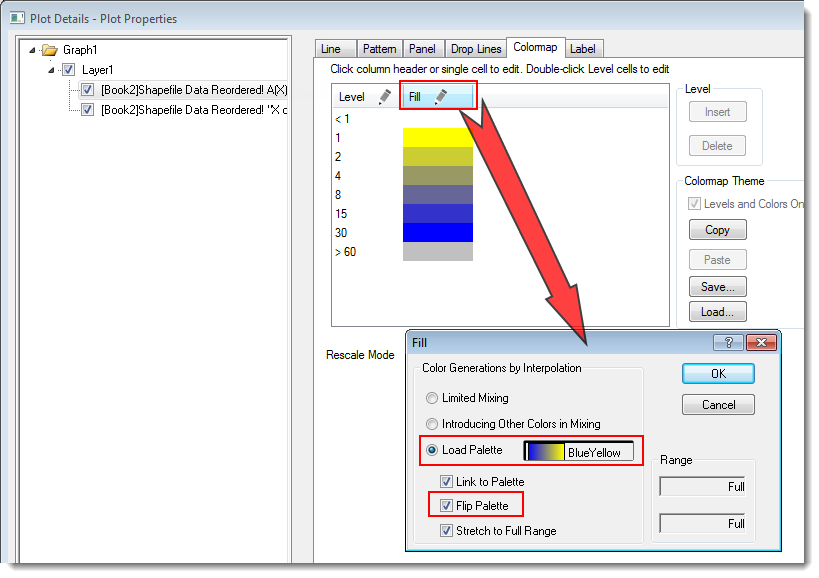 Plot Details - Plot Properties
Graph1
Layer1
[Book2]Shapefile Data Reordered! A(X)
[Book2]Shapefile Data Reordered! "X c
Line Pattern Panel Drop Lines Colormap Label
Click column header or single cell to edit. Double-click Level cells to edit
Level Fill
< 1
1
2
4
8
15
30
> 60
Level
Insert
Delete
Colormap Theme
Levels and Colors On
Copy
Paste
Save...
Load...
Rescale Mode
Fill
?
Color Generations by Interpolation
Limited Mixing
Introducing Other Colors in Mixing
Load Palette BlueYellow
Link to Palette
Flip Palette
Stretch to Full Range
OK
Cancel
Range
Full
Full